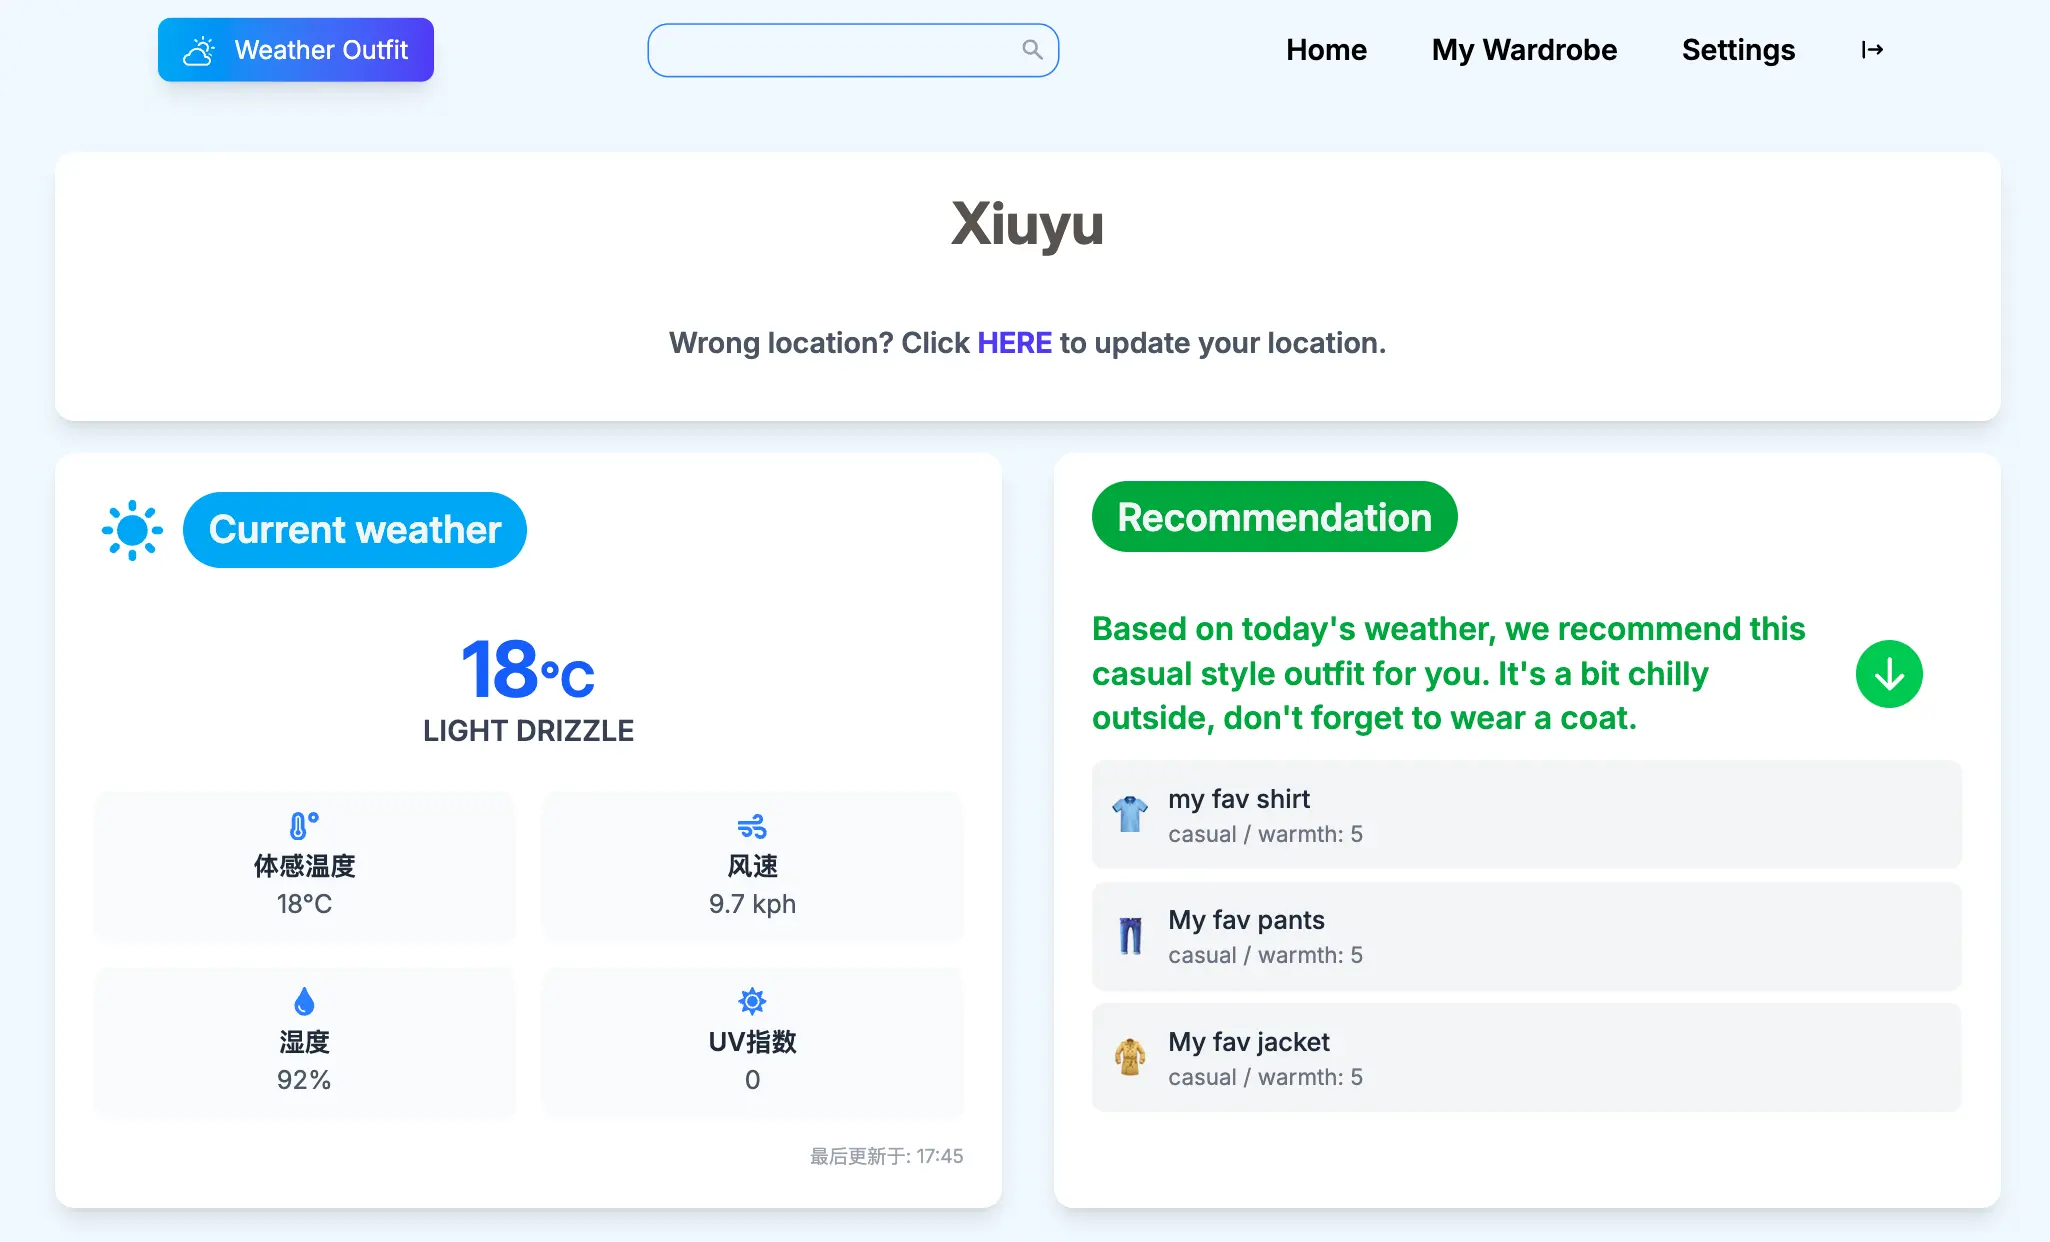 Weather Outfit
Home
My Wardrobe
Settings
Xiuyu
Wrong location? Click HERE to update your location.
Current weather
18°C
LIGHT DRIZZLE
体感温度
18°C
风速
9.7 kph
湿度
92%
UV指数
0
最后更新于: 17:45
Recommendation
Based on today's weather, we recommend this
casual style outfit for you. It's a bit chilly
outside, don't forget to wear a coat.
my fav shirt
casual / warmth: 5
My fav pants
casual / warmth: 5
My fav jacket
casual / warmth: 5